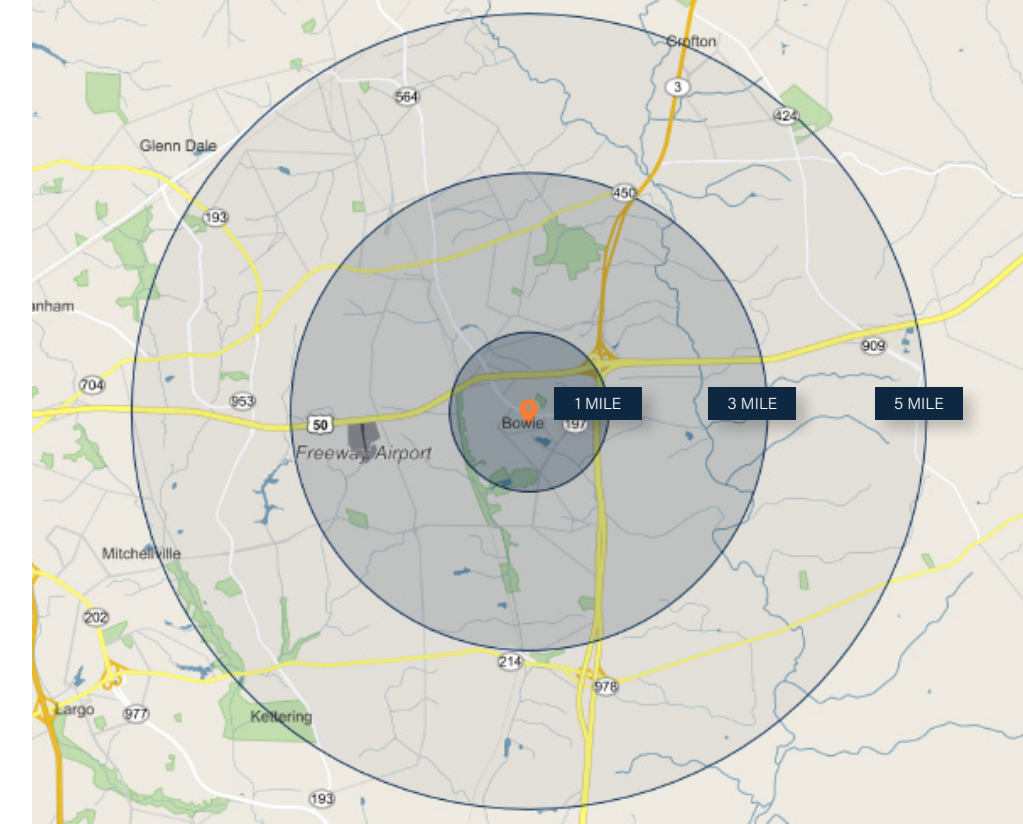 Crofton
3
564
424
Glenn Dale
450
193
anham
909
704
953
1 MILE
3 MILE
5 MILE
50
Bowie
197
Freeway Airport
Mitchellville
202
214
978
Largo
977
Kettering
193